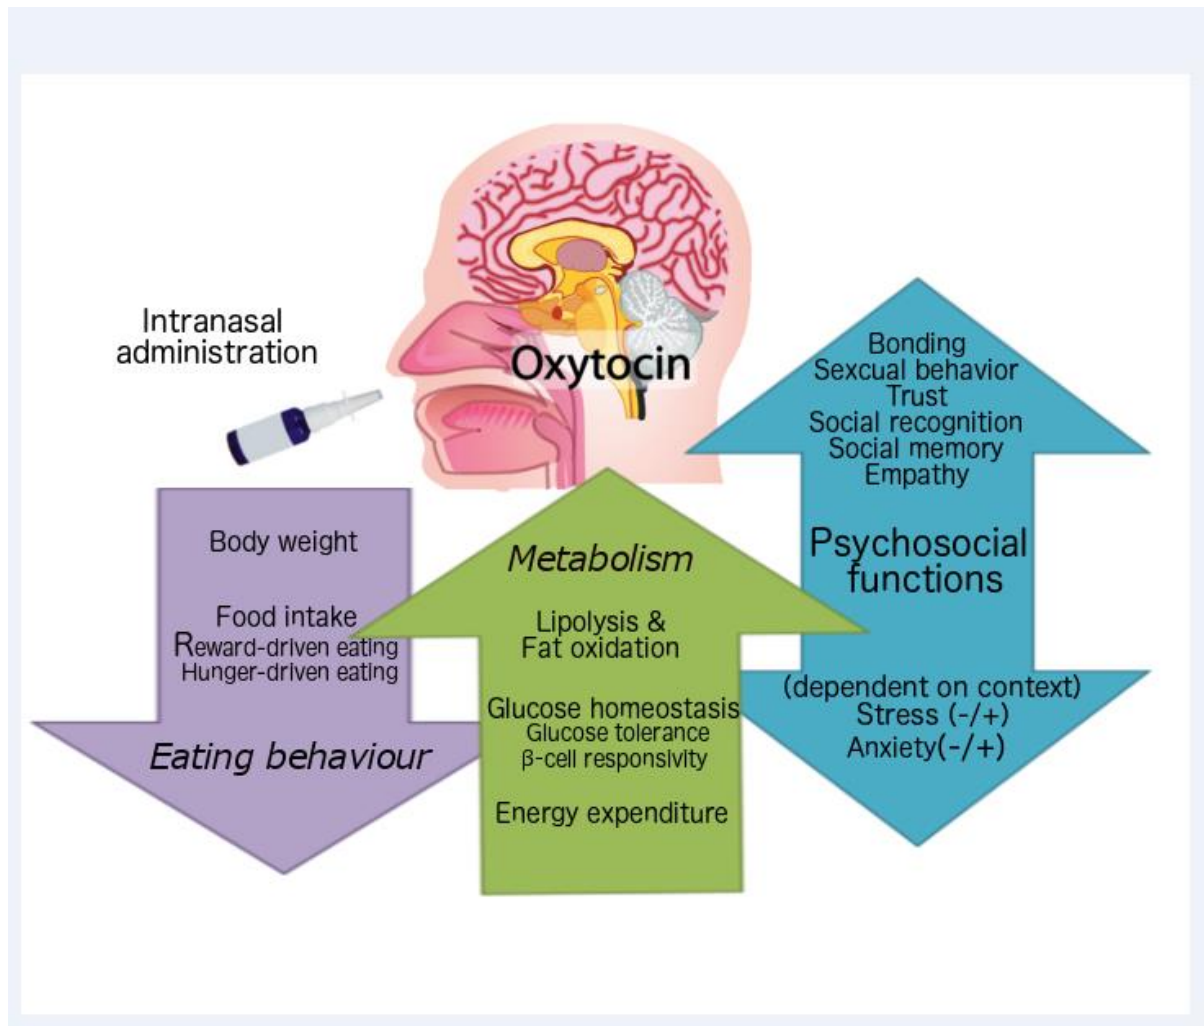 Intranasal
administration
Oxytocin
Body weight
Food intake
Reward-driven eating
Hunger-driven eating
Eating behaviour
Metabolism
Lipolysis &
Fat oxidation
Glucose homeostasis
Glucose tolerance
β-cell responsivity
Energy expenditure
Bonding
Sexcual behavior
Trust
Social recognition
Social memory
Empathy
Psychosocial
functions
(dependent on context)
Stress (-/+)
Anxiety(-/+)